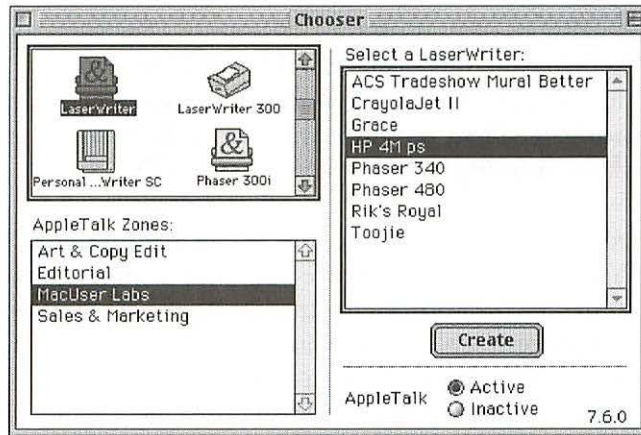 Chooser
LaserWriter
LaserWriter 300
Personal ...Writer SC
Phaser 300i
AppleTalk Zones:
Art & Copy Edit
Editorial
MacUser Labs
Sales & Marketing
Select a LaserWriter:
ACS Tradeshow Mural Better
CrayolaJet II
Grace
HP 4M ps
Phaser 340
Phaser 480
Rik's Royal
Toojie
Create
AppleTalk
Active
Inactive
7.6.0